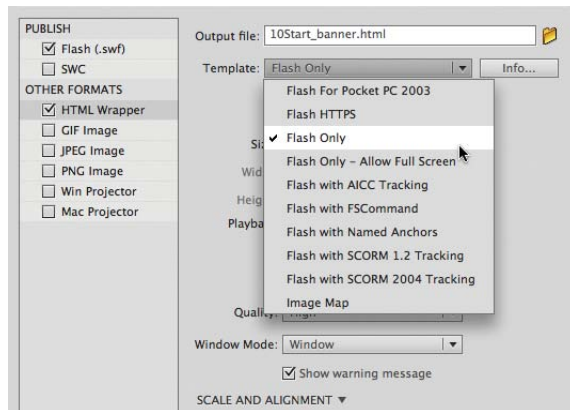 PUBLISH
Flash (.swf)
SWC
OTHER FORMATS
HTML Wrapper
GIF Image
JPEG Image
PNG Image
Win Projector
Mac Projector
Output file: 10Start_banner.html
Template: Flash Only Info...
Flash For Pocket PC 2003
Flash HTTPS
Flash Only
Flash Only – Allow Full Screen
Flash with AICC Tracking
Flash with FSCommand
Flash with Named Anchors
Flash with SCORM 1.2 Tracking
Flash with SCORM 2004 Tracking
Image Map
Window Mode: Window
Show warning message
SCALE AND ALIGNMENT